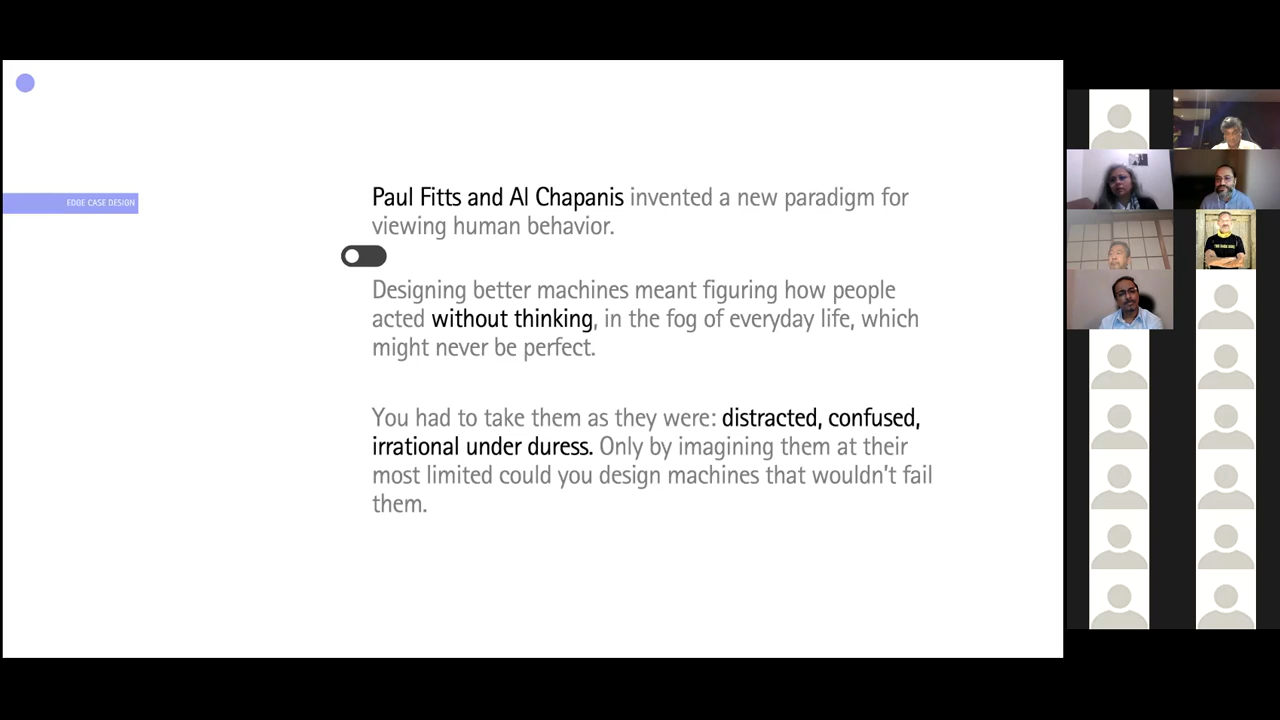 EDGE CASE DESIGN
Paul Fitts and Al Chapanis invented a new paradigm for
viewing human behavior.
Designing better machines meant figuring how people
acted without thinking, in the fog of everyday life, which
might never be perfect.
You had to take them as they were: distracted, confused,
irrational under duress. Only by imagining them at their
most limited could you design machines that wouldn't fail
them.